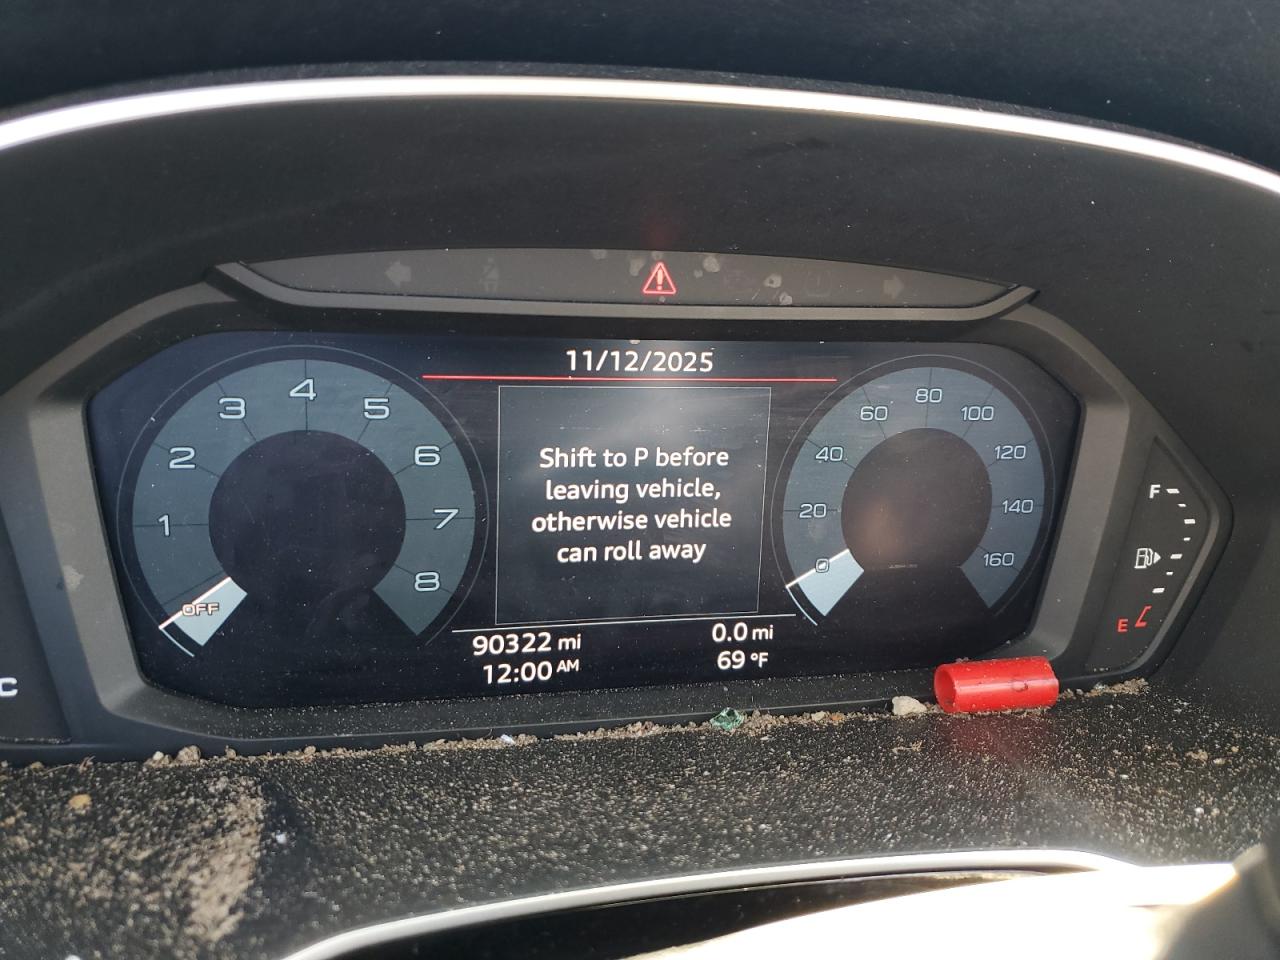 11/12/2025
Shift to P before
leaving vehicle,
otherwise vehicle
can roll away
OFF
1
2
3
4
5
6
7
8
0
20
40
60
80
100
120
140
160
90322 mi
0.0 mi
12:00 AM
69 °F
F
E
C